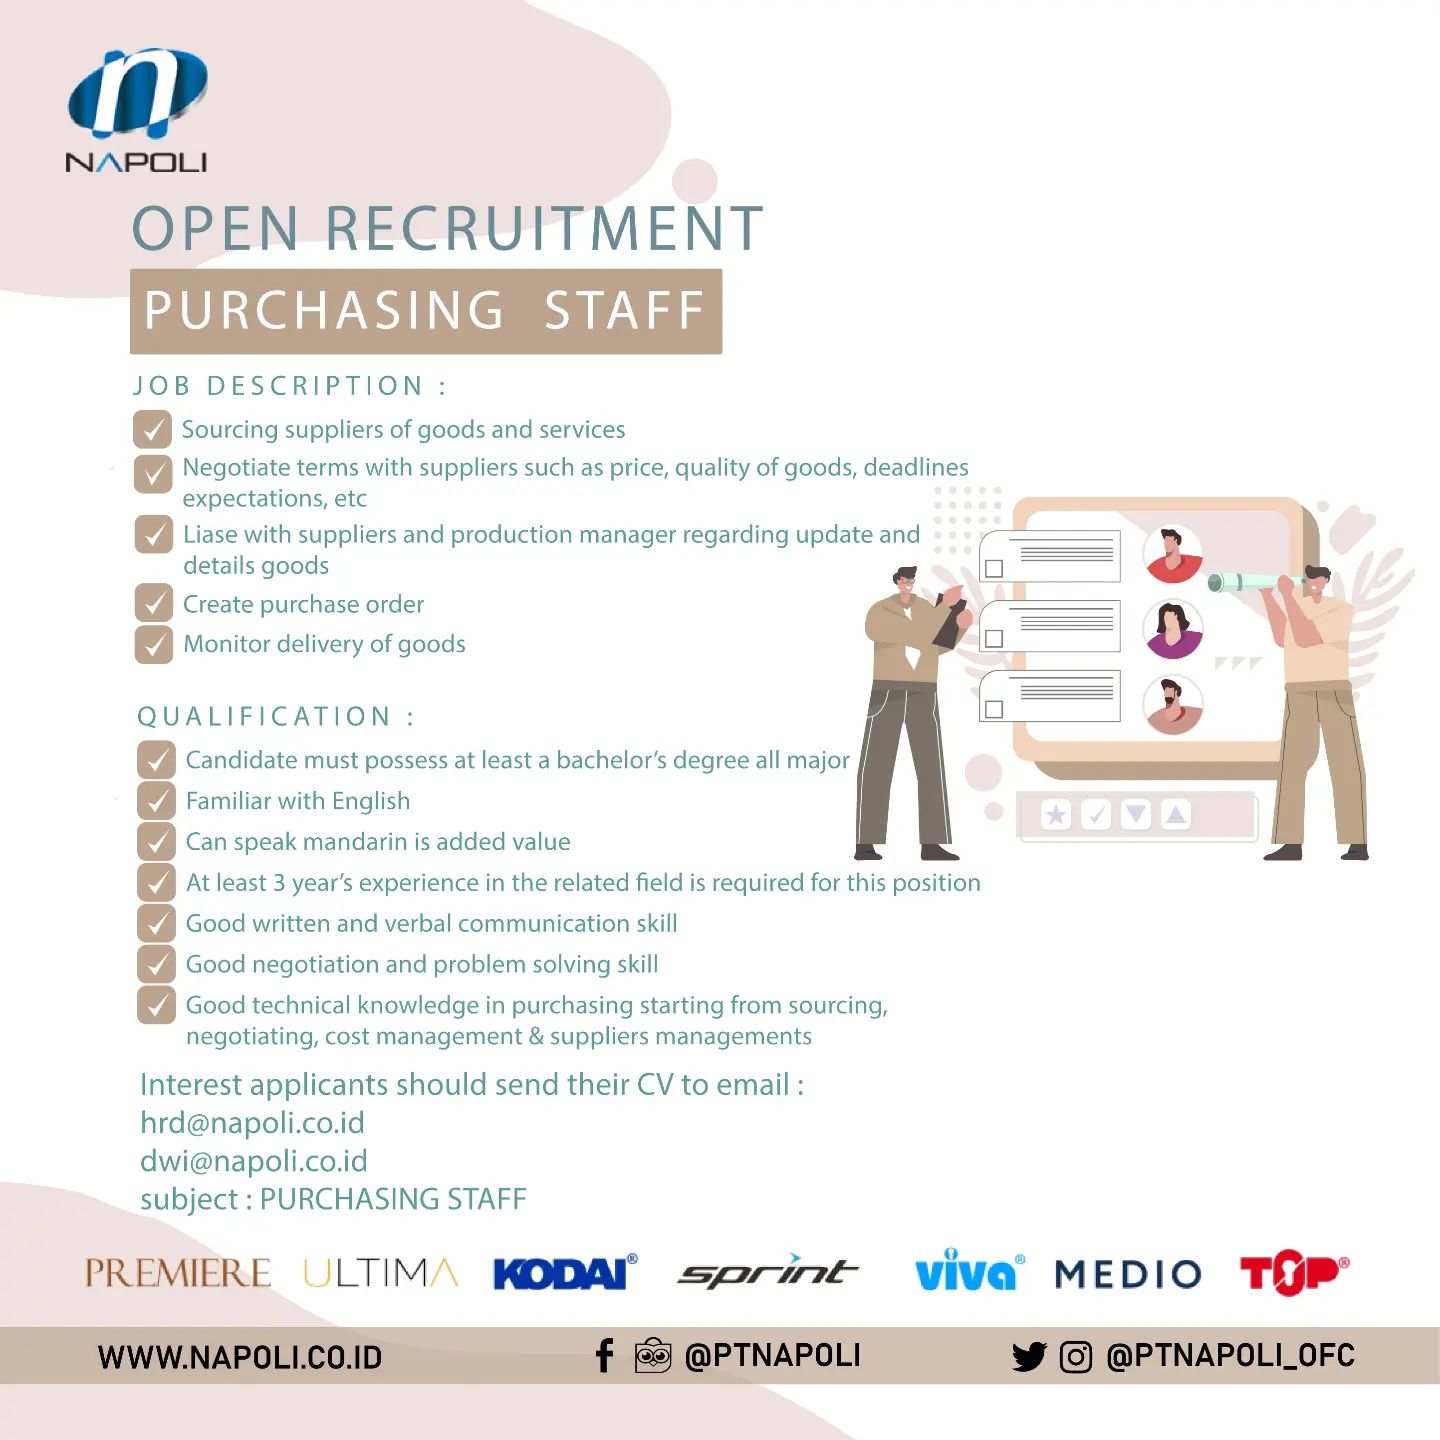 NAPOLI
OPEN RECRUITMENT
PURCHASING STAFF
JOB DESCRIPTION :
Sourcing suppliers of goods and services
Negotiate terms with suppliers such as price, quality of goods, deadlines
expectations, etc
Liase with suppliers and production manager regarding update and
details goods
Create purchase order
Monitor delivery of goods
QUALIFICATION :
Candidate must possess at least a bachelor’s degree all major
Familiar with English
Can speak mandarin is added value
At least 3 year’s experience in the related field is required for this position
Good written and verbal communication skill
Good negotiation and problem solving skill
Good technical knowledge in purchasing starting from sourcing,
negotiating, cost management & suppliers managements
Interest applicants should send their CV to email :
hrd@napoli.co.id
dwi@napoli.co.id
subject : PURCHASING STAFF
PREMIERE ULTIMA KODAI® sprint viva® MEDIO TOP®
WWW.NAPOLI.CO.ID @PTNAPOLI @PTNAPOLI_OFC